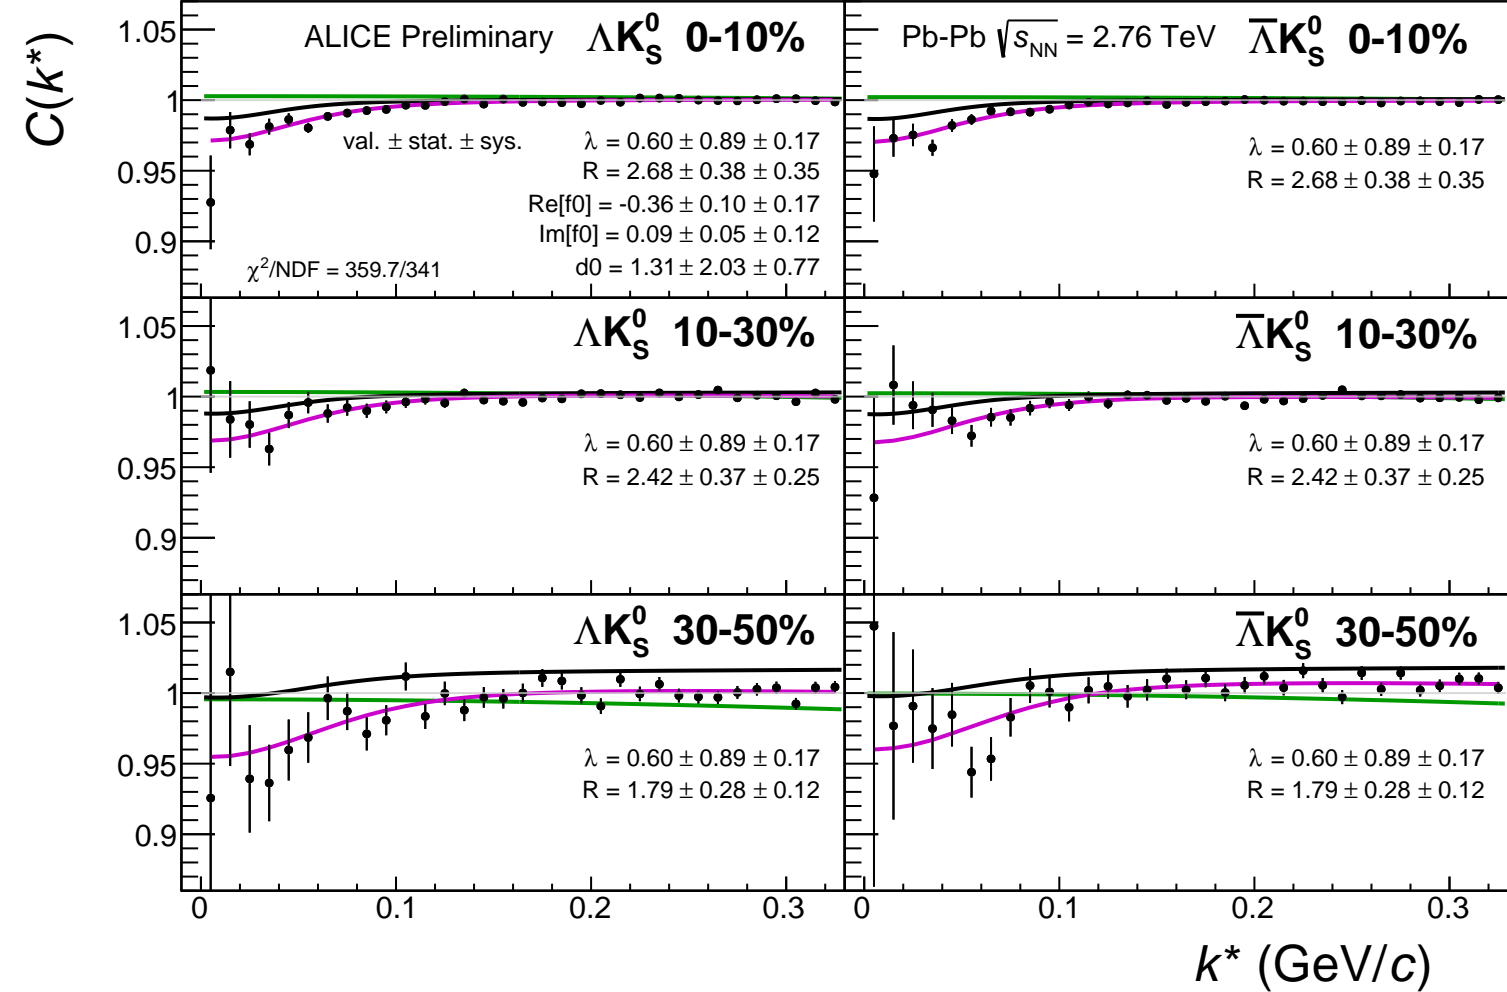 C(k*)
ALICE Preliminary ΛK⁰_S 0-10%
1.05
1
0.95
0.9
val. ± stat. ± sys.
λ = 0.60 ± 0.89 ± 0.17
R = 2.68 ± 0.38 ± 0.35
Re[f0] = -0.36 ± 0.10 ± 0.17
Im[f0] = 0.09 ± 0.05 ± 0.12
d0 = 1.31 ± 2.03 ± 0.77
χ²/NDF = 359.7/341
Pb-Pb √s_NN = 2.76 TeV Λ̅K⁰_S 0-10%
λ = 0.60 ± 0.89 ± 0.17
R = 2.68 ± 0.38 ± 0.35
ΛK⁰_S 10-30%
1.05
1
0.95
0.9
λ = 0.60 ± 0.89 ± 0.17
R = 2.42 ± 0.37 ± 0.25
Λ̅K⁰_S 10-30%
λ = 0.60 ± 0.89 ± 0.17
R = 2.42 ± 0.37 ± 0.25
ΛK⁰_S 30-50%
1.05
1
0.95
0.9
λ = 0.60 ± 0.89 ± 0.17
R = 1.79 ± 0.28 ± 0.12
Λ̅K⁰_S 30-50%
λ = 0.60 ± 0.89 ± 0.17
R = 1.79 ± 0.28 ± 0.12
0 0.1 0.2 0.3 0 0.1 0.2 0.3
k* (GeV/c)